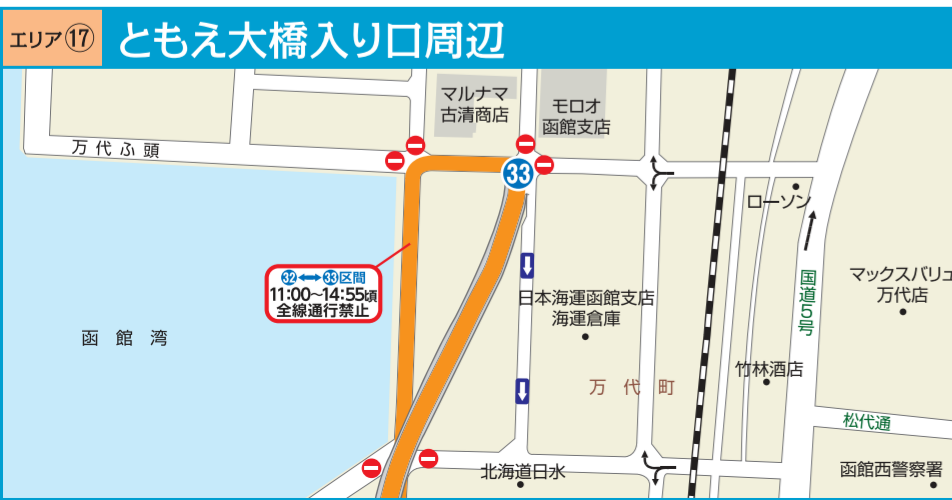 エリア⑰ ともえ大橋入り口周辺
マルナマ
古清商店
モロオ
函館支店
万代ふ頭
33
ローソン
32⟷33区間
11:00〜14:55頃
全線通行禁止
日本海運函館支店
海運倉庫
国道5号
マックスバリュ
万代店
函館湾
竹林酒店
万代町
松代通
北海道日水
函館西警察署